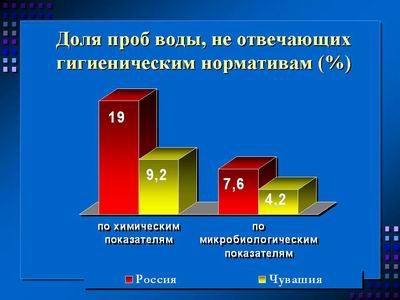 Доля проб воды, не отвечающих
гигиеническим нормативам (%)
19
9,2
7,6
4.2
по химическим
показателям
по
микробиологическим
показателям
Россия
Чувашия